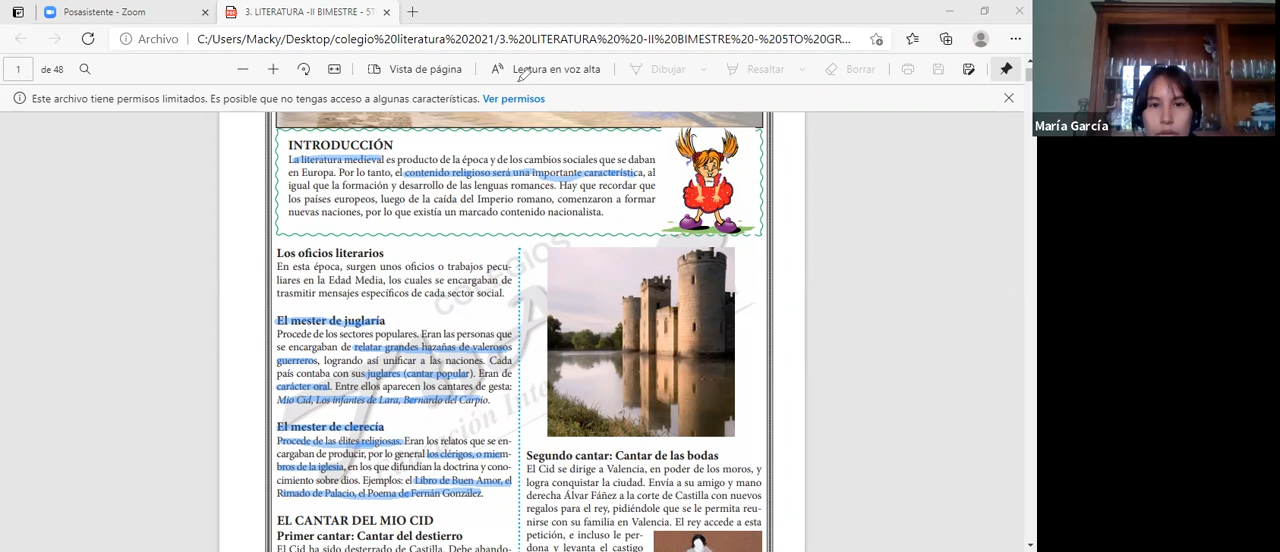 Posasistente - Zoom
3. LITERATURA -II BIMESTRE - 5T
Archivo
C:/Users/Macky/Desktop/colegio%20literatura%202021/3.%20LITERATURA%20%20-II%20BIMESTRE%20-%205TO%20GR...
1 de 48
Vista de página
Lectura en voz alta
Dibujar
Resaltar
Borrar
Este archivo tiene permisos limitados. Es posible que no tengas acceso a algunas características. Ver permisos
María García
INTRODUCCIÓN
La literatura medieval es producto de la época y de los cambios sociales que se daban
en Europa. Por lo tanto, el contenido religioso será una importante característica, al
igual que la formación y desarrollo de las lenguas romances. Hay que recordar que
los países europeos, luego de la caída del Imperio romano, comenzaron a formar
nuevas naciones, por lo que existía un marcado contenido nacionalista.
Los oficios literarios
En esta época, surgen unos oficios o trabajos pecu-
liares en la Edad Media, los cuales se encargaban de
trasmitir mensajes específicos de cada sector social.
El mester de juglaría
Procede de los sectores populares. Eran las personas que
se encargaban de relatar grandes hazañas de valerosos
guerreros, logrando así unificar a las naciones. Cada
país contaba con sus juglares (cantar popular). Eran de
carácter oral. Entre ellos aparecen los cantares de gesta:
Mio Cid, Los infantes de Lara, Bernardo del Carpio.
El mester de clerecía
Procede de las élites religiosas. Eran los relatos que se en-
cargaban de producir, por lo general los clérigos, o miem-
bros de la iglesia, en los que difundían la doctrina y cono-
cimiento sobre dios. Ejemplos: el Libro de Buen Amor, el
Rimado de Palacio, el Poema de Fernán González.
EL CANTAR DEL MIO CID
Primer cantar: Cantar del destierro
El Cid ha sido desterrado de Castilla. Debe abando-
Segundo cantar: Cantar de las bodas
El Cid se dirige a Valencia, en poder de los moros, y
logra conquistar la ciudad. Envía a su amigo y mano
derecha Álvar Fáñez a la corte de Castilla con nuevos
regalos para el rey, pidiéndole que se le permita reu-
nirse con su familia en Valencia. El rey accede a esta
petición, e incluso le per-
dona y levanta el castigo
COLEGIOS